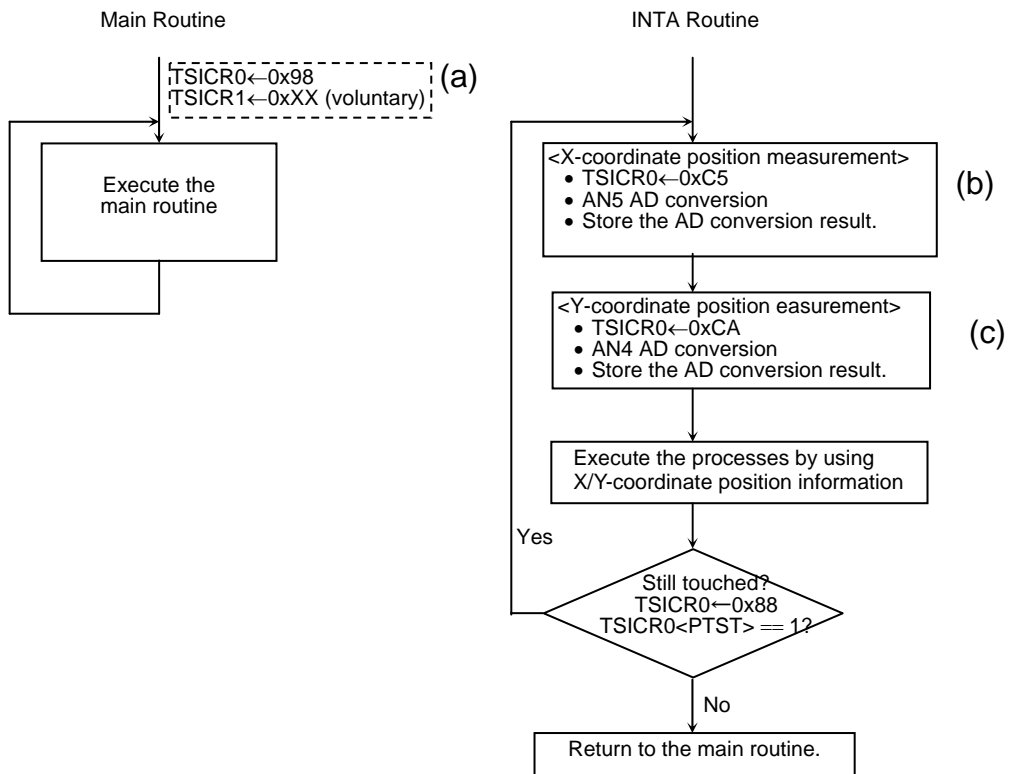 Main Routine
TSICR0←0x98
TSICR1←0xXX (voluntary)
(a)
Execute the
main routine
INTA Routine
<X-coordinate position measurement>
• TSICR0←0xC5
• AN5 AD conversion
• Store the AD conversion result.
(b)
<Y-coordinate position easurement>
• TSICR0←0xCA
• AN4 AD conversion
• Store the AD conversion result.
(c)
Execute the processes by using
X/Y-coordinate position information
Yes
Still touched?
TSICR0←0x88
TSICR0<PTST> == 1?
No
Return to the main routine.